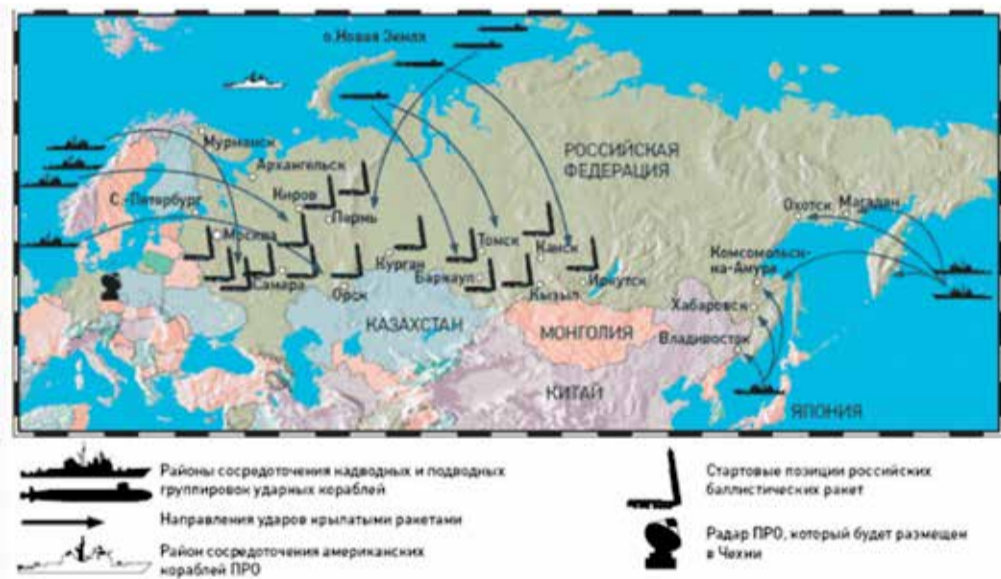 о.Новая Земля
Мурманск
Архангельск
Киров
С.-Петербург
Пермь
Москва
Самара
Орск
Курган
Томск
Барнаул
Канск
Кызыл
Иркутск
РОССИЙСКАЯ
ФЕДЕРАЦИЯ
Охотск
Магадан
Комсомольск-
на-Амуре
Хабаровск
Владивосток
КАЗАХСТАН
МОНГОЛИЯ
КИТАЙ
ЯПОНИЯ
Районы сосредоточения надводных и подводных
группировок ударных кораблей
Направления ударов крылатыми ракетами
Район сосредоточения американских
кораблей ПРО
Стартовые позиции российских
баллистических ракет
Радар ПРО, который будет размещен
в Чехии